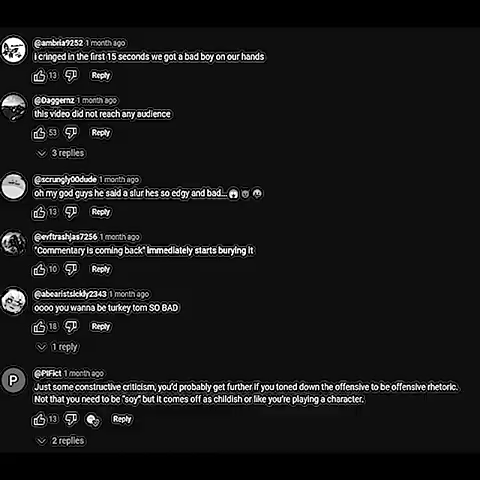 @ambria9252 1 month ago
i cringed in the first 15 seconds we got a bad boy on our hands
13 Reply
@Daggernz 1 month ago
this video did not reach any audience
53 Reply
3 replies
@scrungly00dude 1 month ago
oh my god guys he said a slur hes so edgy and bad...
13 Reply
@evftrashjas7256 1 month ago
"Commentary is coming back" immediately starts burying it
10 Reply
@abearistsickly2343 1 month ago
oooo you wanna be turkey tom SO BAD
18 Reply
1 reply
P
@PIFict 1 month ago
Just some constructive criticism, you'd probably get further if you toned down the offensive to be offensive rhetoric.
Not that you need to be "soy" but it comes off as childish or like you're playing a character.
13 Reply
2 replies